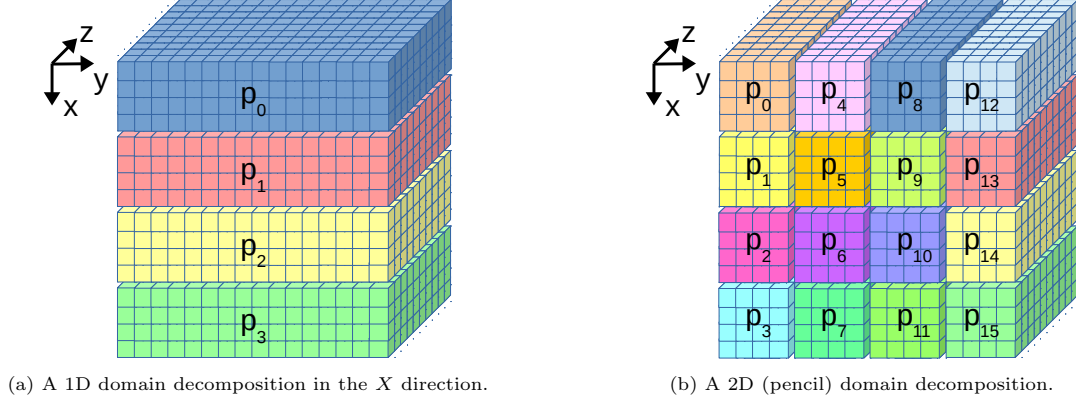 z
y
x
p0
p1
p2
p3
(a) A 1D domain decomposition in the X direction.
z
y
x
p0 p4 p8 p12
p1 p5 p9 p13
p2 p6 p10 p14
p3 p7 p11 p15
(b) A 2D (pencil) domain decomposition.